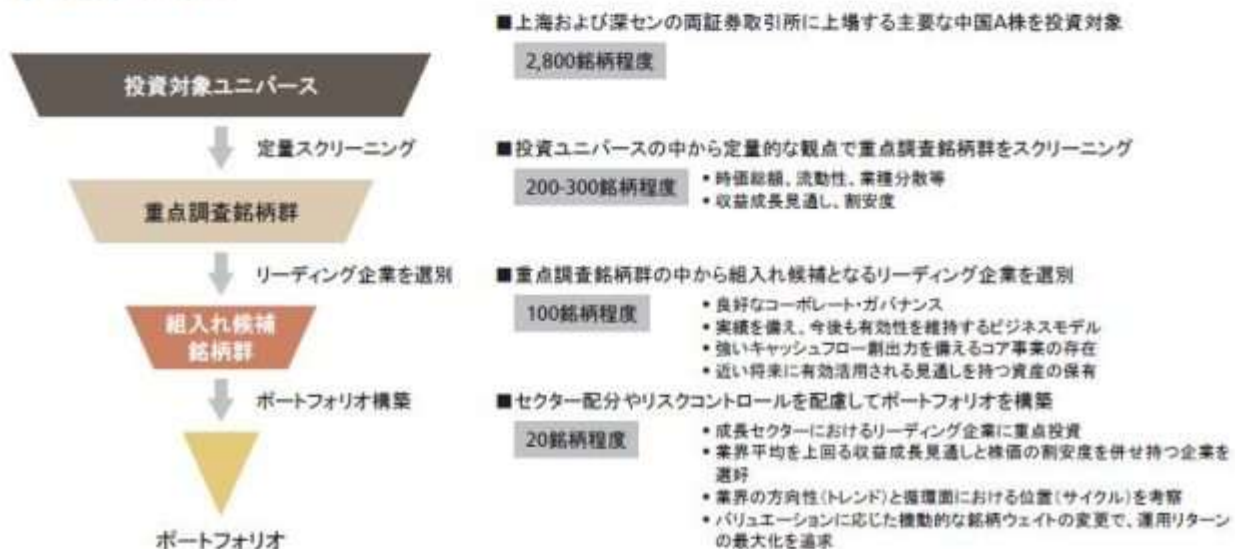 ■上海および深センの両証券取引所に上場する主要な中国A株を投資対象
2,800銘柄程度
投資対象ユニバース
定量スクリーニング
■投資ユニバースの中から定量的な観点で重点調査銘柄群をスクリーニング
200-300銘柄程度
• 時価総額、流動性、業種分散等
• 収益成長見通し、割安度
重点調査銘柄群
リーディング企業を選別
■重点調査銘柄群の中から組入れ候補となるリーディング企業を選別
100銘柄程度
• 良好なコーポレート・ガバナンス
• 実績を備え、今後も有効性を維持するビジネスモデル
• 強いキャッシュフロー創出力を備えるコア事業の存在
• 近い将来に有効活用される見通しを持つ資産の保有
組入れ候補
銘柄群
ポートフォリオ構築
■セクター配分やリスクコントロールを配慮してポートフォリオを構築
20銘柄程度
• 成長セクターにおけるリーディング企業に重点投資
• 業界平均を上回る収益成長見通しと株価の割安度を併せ持つ企業を
選好
• 業界の方向性(トレンド)と循環面における位置(サイクル)を考察
• バリュエーションに応じた機動的な銘柄ウェイトの変更で、運用リターン
の最大化を追求
ポートフォリオ